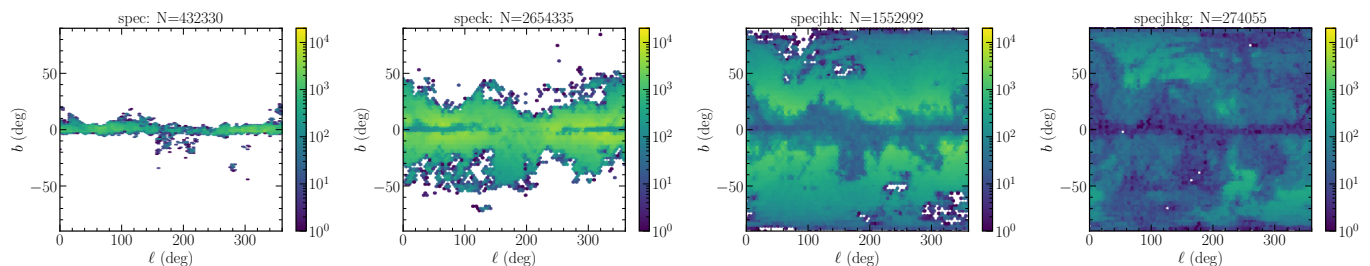 spec: N=432330
b (deg)
50
0
−50
0 100 200 300
ℓ (deg)
10⁴
10³
10²
10¹
10⁰
speck: N=2654335
b (deg)
50
0
−50
0 100 200 300
ℓ (deg)
10⁴
10³
10²
10¹
10⁰
specjhk: N=1552992
b (deg)
50
0
−50
0 100 200 300
ℓ (deg)
10⁴
10³
10²
10¹
10⁰
specjhkg: N=274055
b (deg)
50
0
−50
0 100 200 300
ℓ (deg)
10⁴
10³
10²
10¹
10⁰